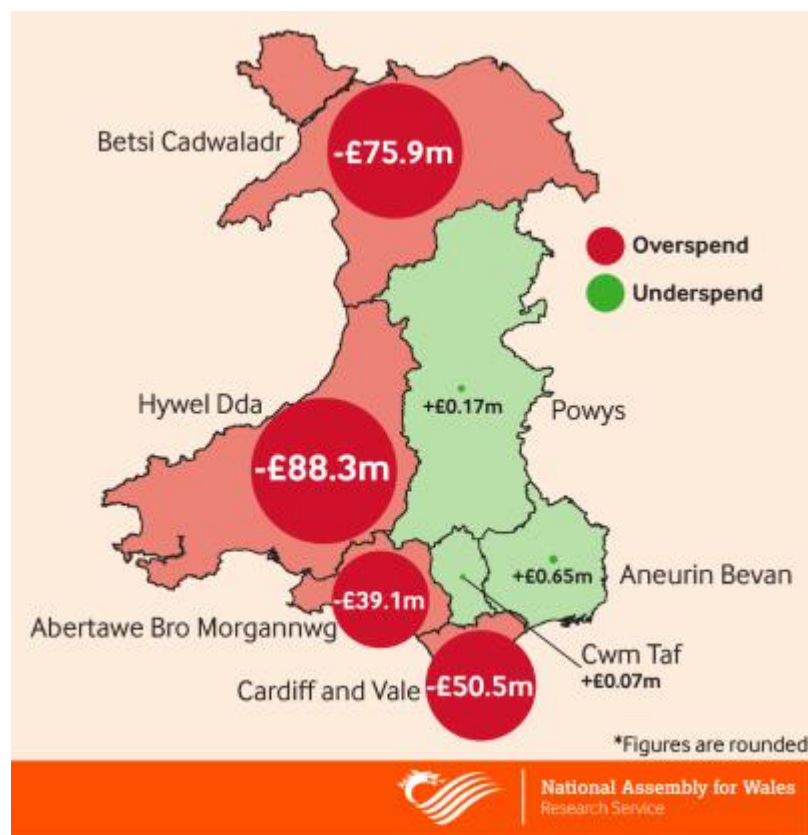 Betsi Cadwaladr
-£75.9m
Overspend
Underspend
Hywel Dda
+£0.17m
Powys
-£88.3m
+£0.65m
Aneurin Bevan
-£39.1m
Abertawe Bro Morgannwg
Cwm Taf
+£0.07m
Cardiff and Vale
-£50.5m
*Figures are rounded
National Assembly for Wales
Research Service